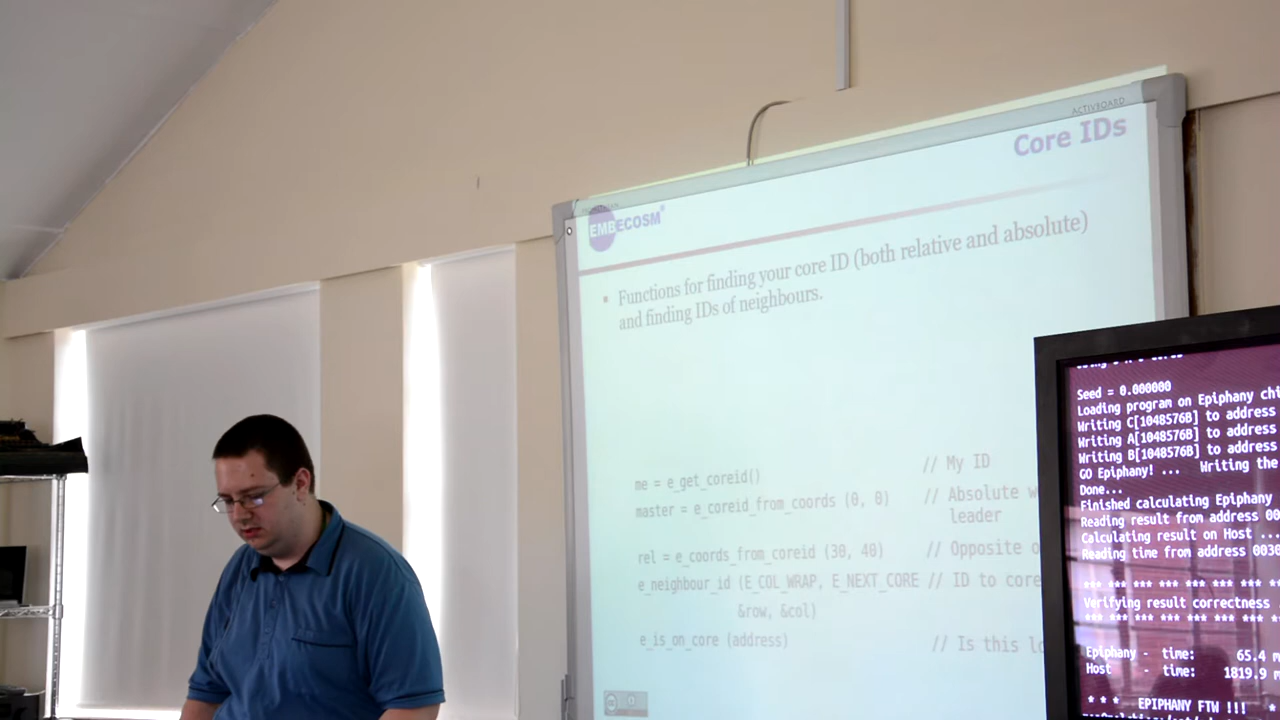 ACTIVBOARD
Core IDs
EMBECOSM®
▪ Functions for finding your core ID (both relative and absolute)
and finding IDs of neighbours.
me = e_get_coreid() // My ID
master = e_coreid_from_coords (0, 0) // Absolute w
leader
rel = e_coords_from_coreid (30, 40) // Opposite o
e_neighbour_id (E_COL_WRAP, E_NEXT_CORE // ID to core
&row, &col)
e_is_on_core (address) // Is this lo
Seed = 0.000000
Loading program on Epiphany chi
Writing C[1048576B] to address
Writing A[1048576B] to address
Writing B[1048576B] to address
GO Epiphany! ... Writing the
Done...
Finished calculating Epiphany
Reading result from address 00
Calculating result on Host ...
Reading time from address 0030
*** *** *** *** *** *** ***
Verifying result correctness
*** *** *** *** *** *** ***
Epiphany - time: 65.4 m
Host - time: 1819.9 m
* * * EPIPHANY FTW !!! *